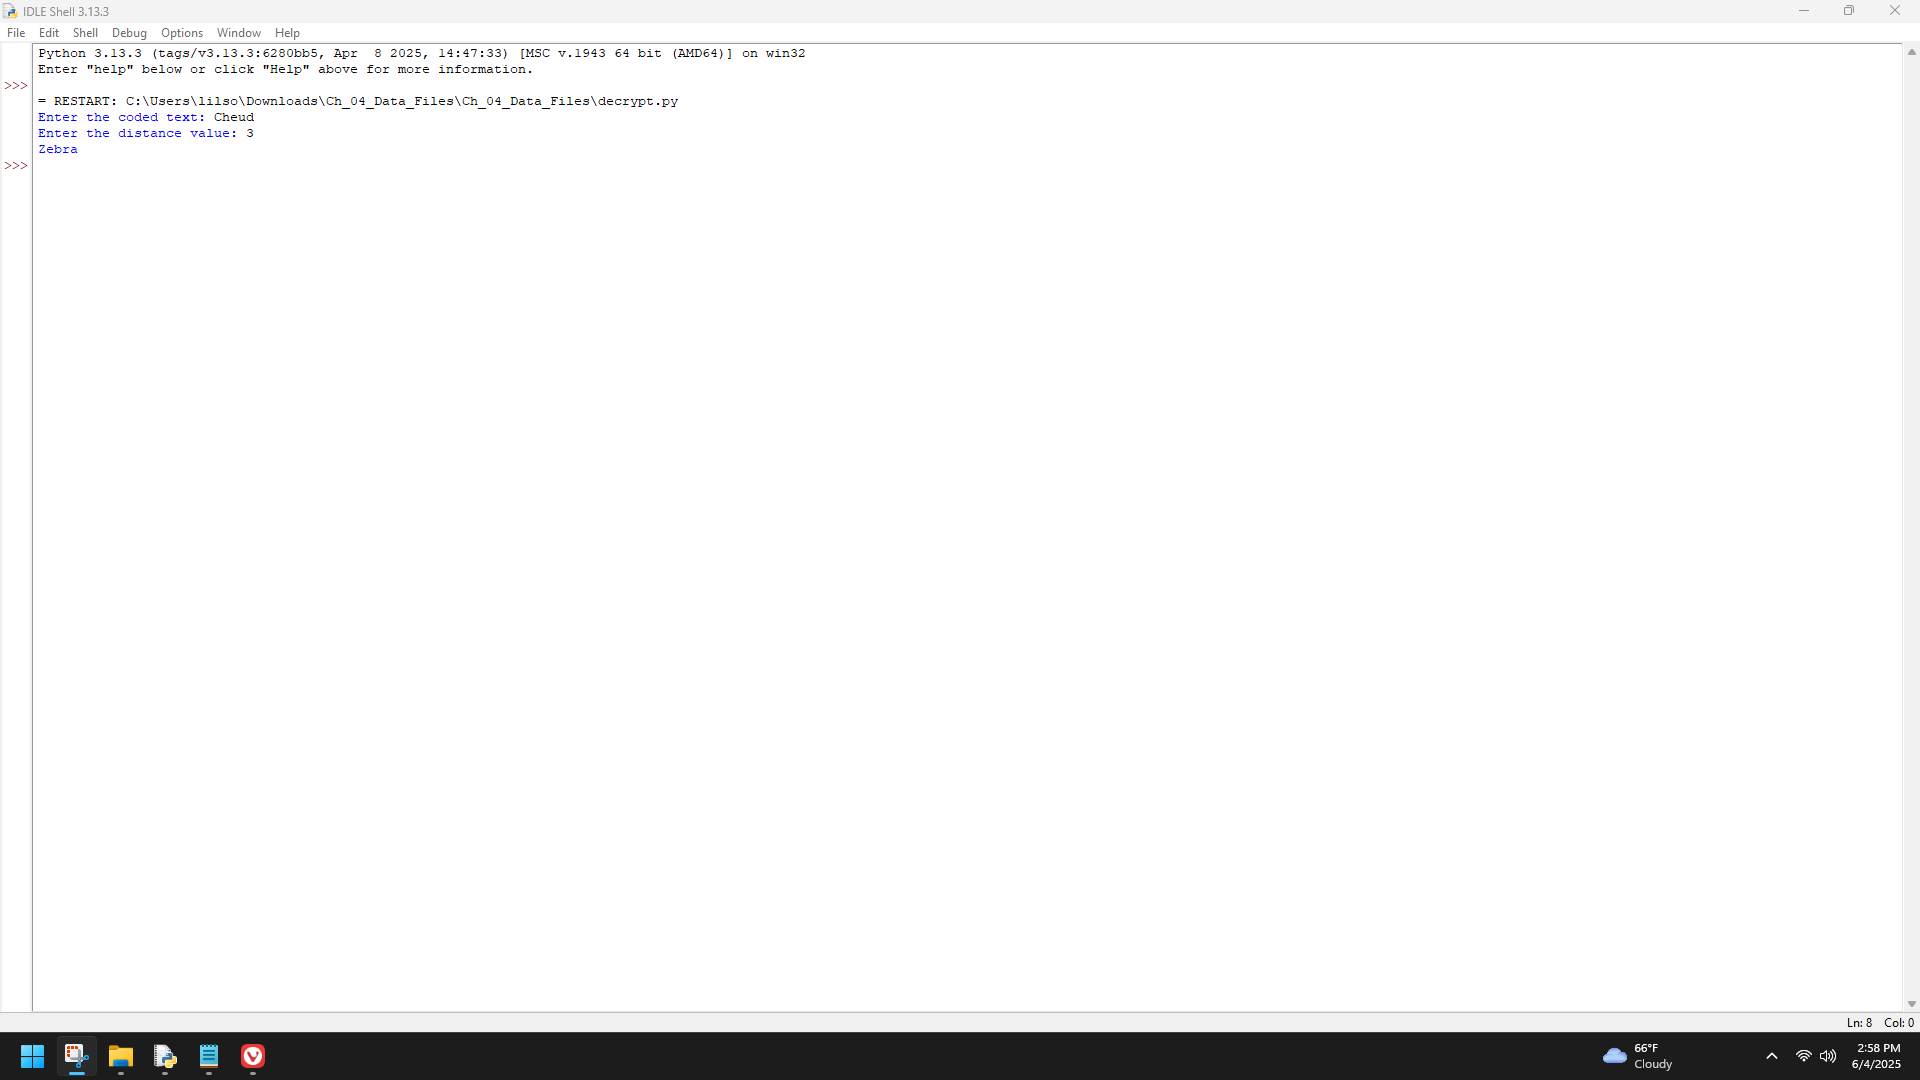 IDLE Shell 3.13.3
File Edit Shell Debug Options Window Help
Python 3.13.3 (tags/v3.13.3:6280bb5, Apr  8 2025, 14:47:33) [MSC v.1943 64 bit (AMD64)] on win32
Enter "help" below or click "Help" above for more information.
>>>
= RESTART: C:\Users\lilso\Downloads\Ch_04_Data_Files\Ch_04_Data_Files\decrypt.py
Enter the coded text: Cheud
Enter the distance value: 3
Zebra
>>>
Ln: 8 Col: 0
66°F
Cloudy
2:58 PM
6/4/2025